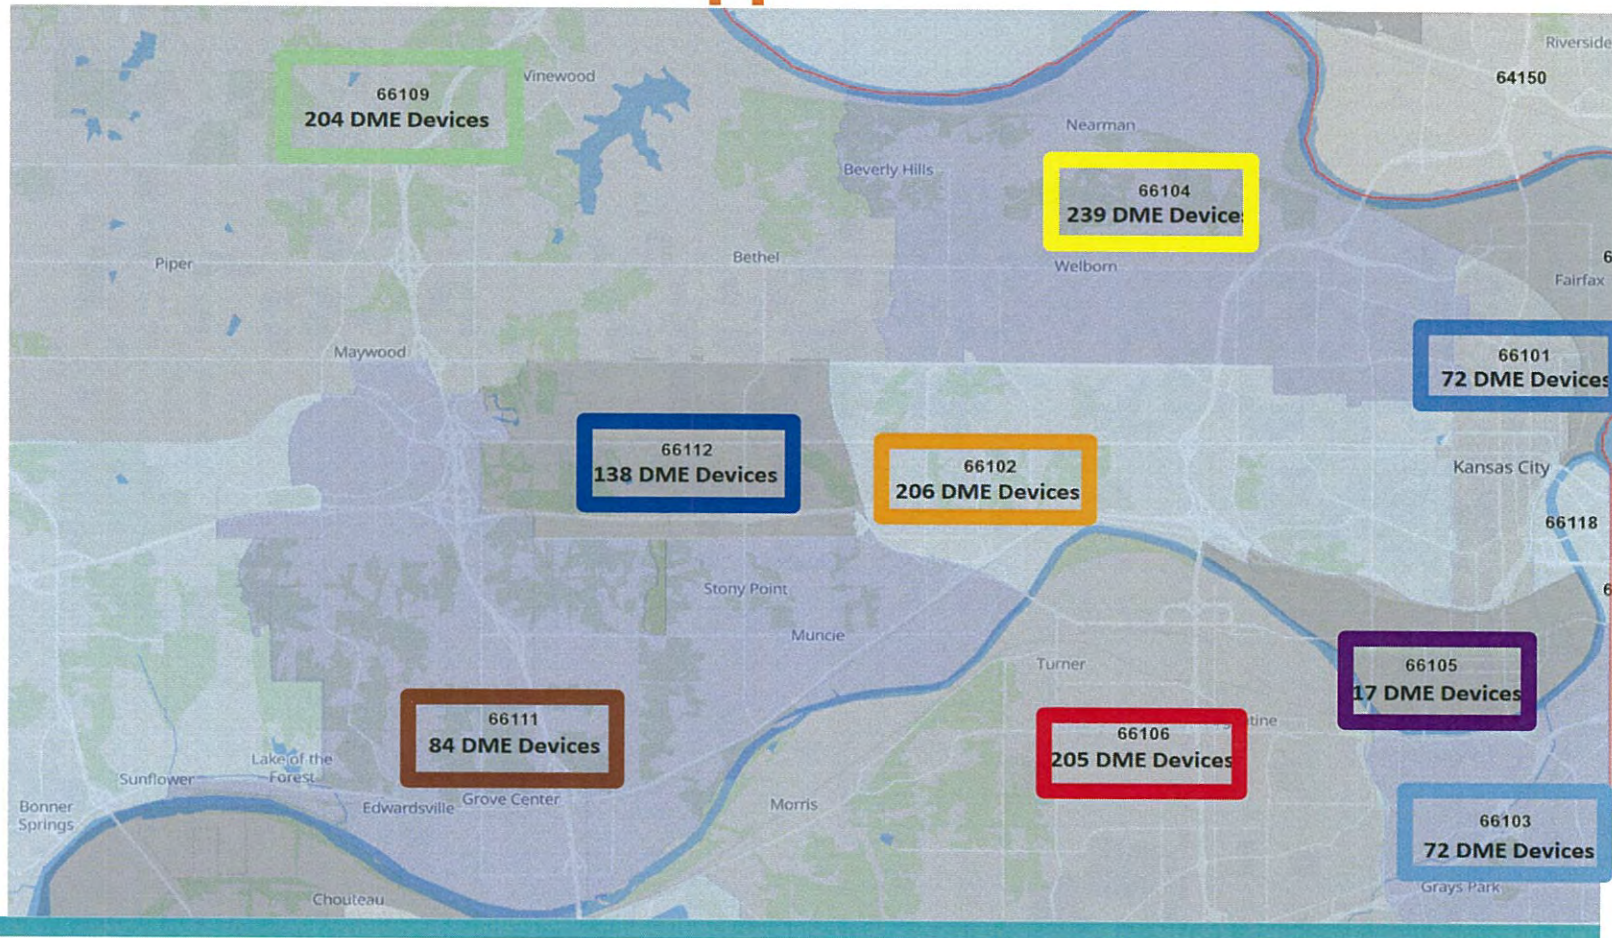 Riverside
Vinewood
64150
66109
204 DME Devices
Nearman
Beverly Hills
66104
239 DME Device
Bethel
Welborn
Piper
Fairfax
6
Maywood
66101
72 DME Devices
66112
138 DME Devices
66102
206 DME Devices
Kansas City
66118
Stony Point
6
Muncie
Turner
66105
17 DME Devices
66111
84 DME Devices
66106
205 DME Devices
Lake of the
Forest
Sunflower
Edwardsville
Grove Center
Morris
Bonner
Springs
66103
72 DME Devices
Grays Park
Chouteau